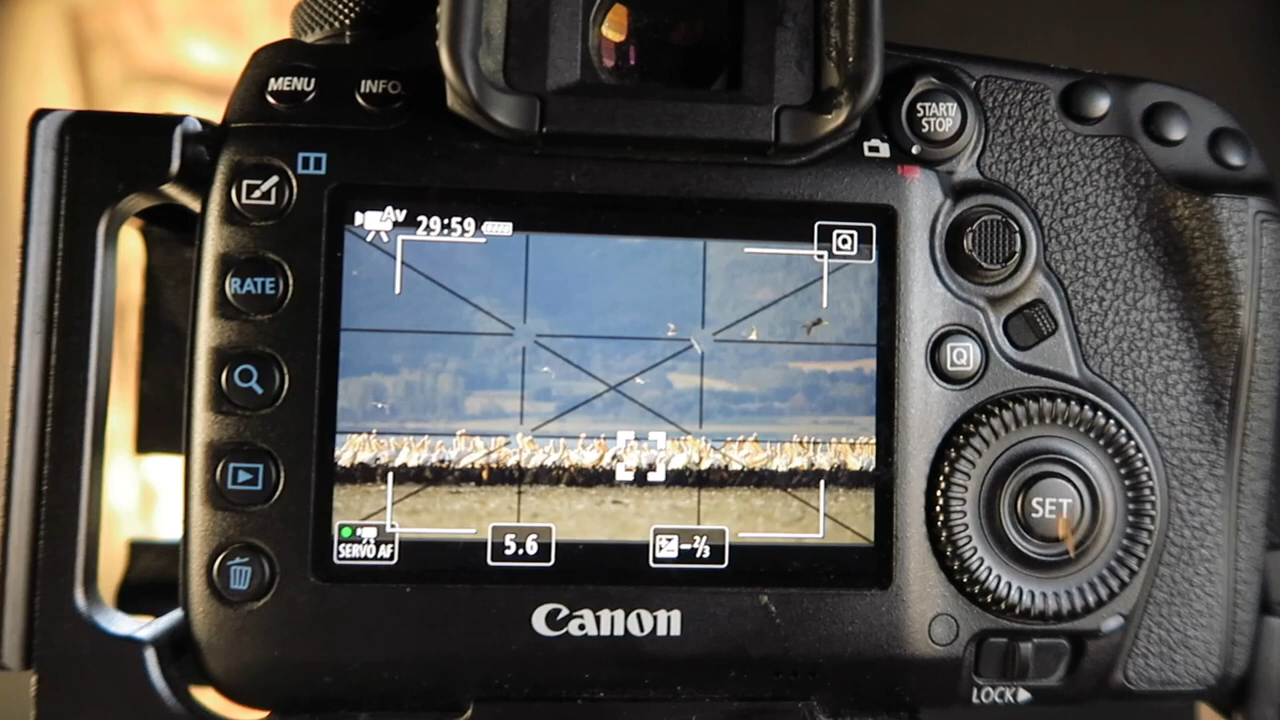 MENU
INFO.
START/
STOP
Av
29:59
Q
RATE
Q
SET
SERVO AF
5.6
-⅔
Canon
LOCK▶